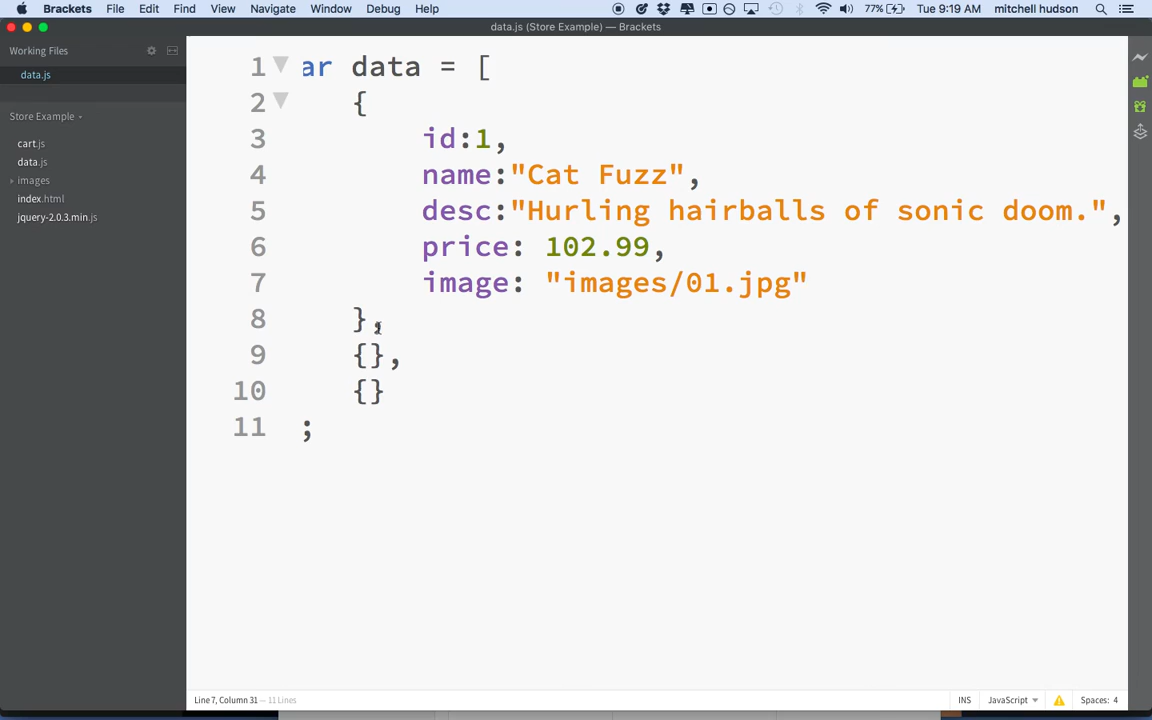 Brackets File Edit Find View Navigate Window Debug Help 77% Tue 9:19 AM mitchell hudson
data.js (Store Example) — Brackets
Working Files
data.js
Store Example
cart.js
data.js
images
index.html
jquery-2.0.3.min.js
1 ar data = [
2 {
3 id:1,
4 name:"Cat Fuzz",
5 desc:"Hurling hairballs of sonic doom.",
6 price: 102.99,
7 image: "images/01.jpg"
8 },
9 {},
10 {}
11 ;
Line 7, Column 31 — 11 Lines INS JavaScript Spaces: 4